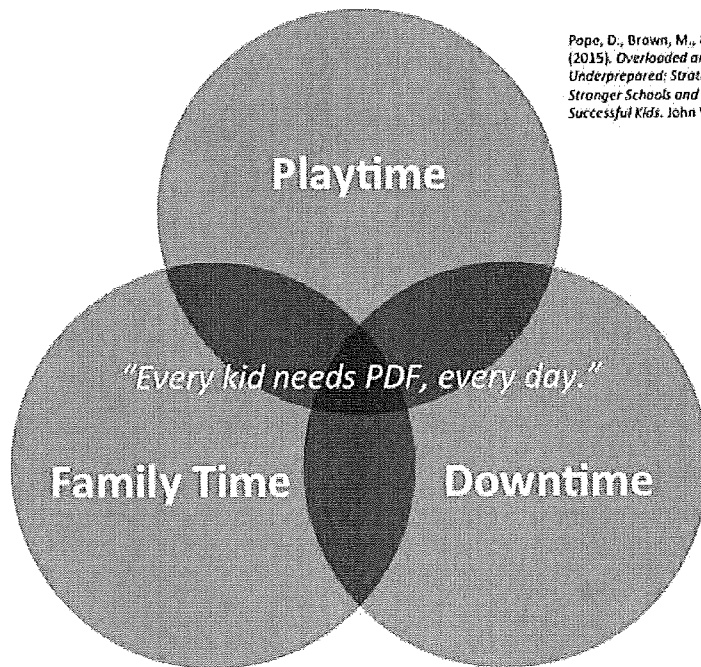 Pope, D., Brown, M.,
(2015). Overloaded
Underprepared:
Stronger Schools and
Successful Kids. John
Playtime
"Every kid needs PDF, every day."
Family Time
Downtime